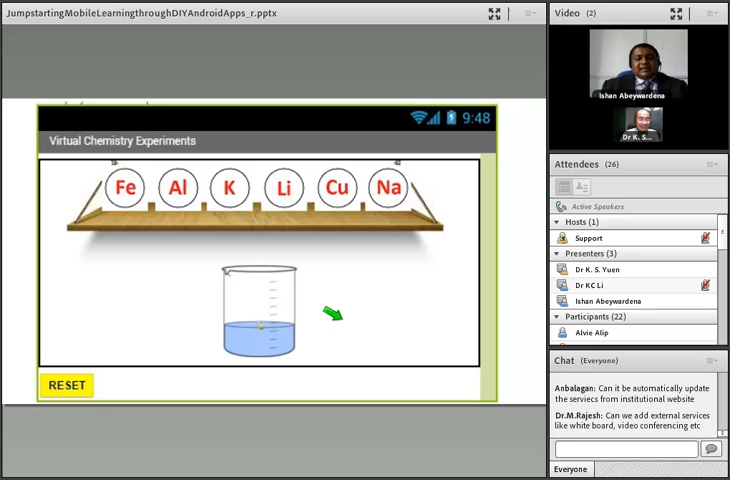 JumpstartingMobileLearningthroughDIYAndroidApps_r.pptx
9:48
Virtual Chemistry Experiments
Fe Al K Li Cu Na
RESET
Video (2)
Ishan Abeywardena
Dr K. S...
Attendees (26)
Active Speakers
Hosts (1)
Support
Presenters (3)
Dr K. S. Yuen
Dr KC Li
Ishan Abeywardena
Participants (22)
Alvie Alip
Chat (Everyone)
Anbalagan: Can it be automatically update
the serviecs from institutional website
Dr.M.Rajesh: Can we add external services
like white board, video conferencing etc
Everyone